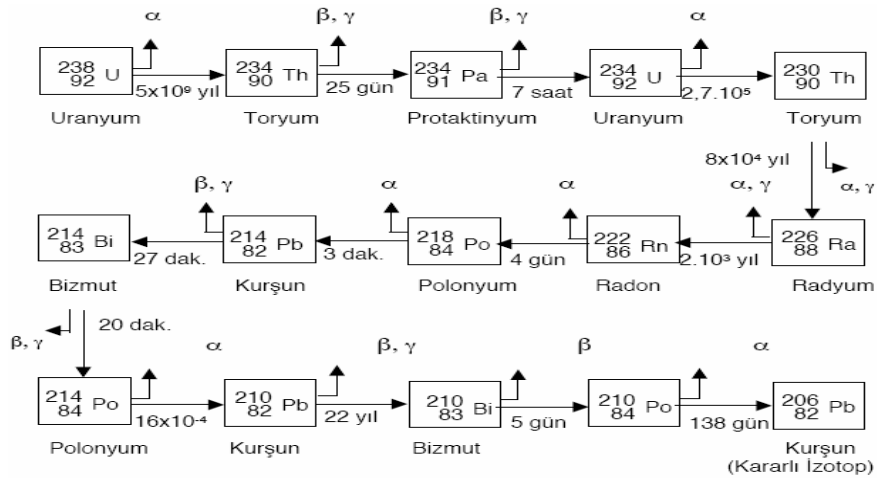 α β, γ β, γ α
238 92 U 234 90 Th 234 91 Pa 234 92 U 230 90 Th
5x10⁹ yıl 25 gün 7 saat 2,7.10⁵
Uranyum Toryum Protaktinyum Uranyum Toryum
8x10⁴ yıl
β, γ α α α, γ α, γ
214 83 Bi 214 82 Pb 218 84 Po 222 86 Rn 226 88 Ra
27 dak. 3 dak. 4 gün 2.10³ yıl
Bizmut Kurşun Polonyum Radon Radyum
20 dak.
β, γ α β, γ β α
214 84 Po 210 82 Pb 210 83 Bi 210 84 Po 206 82 Pb
16x10⁻⁴ 22 yıl 5 gün 138 gün
Polonyum Kurşun Bizmut Kurşun
(Kararlı İzotop)